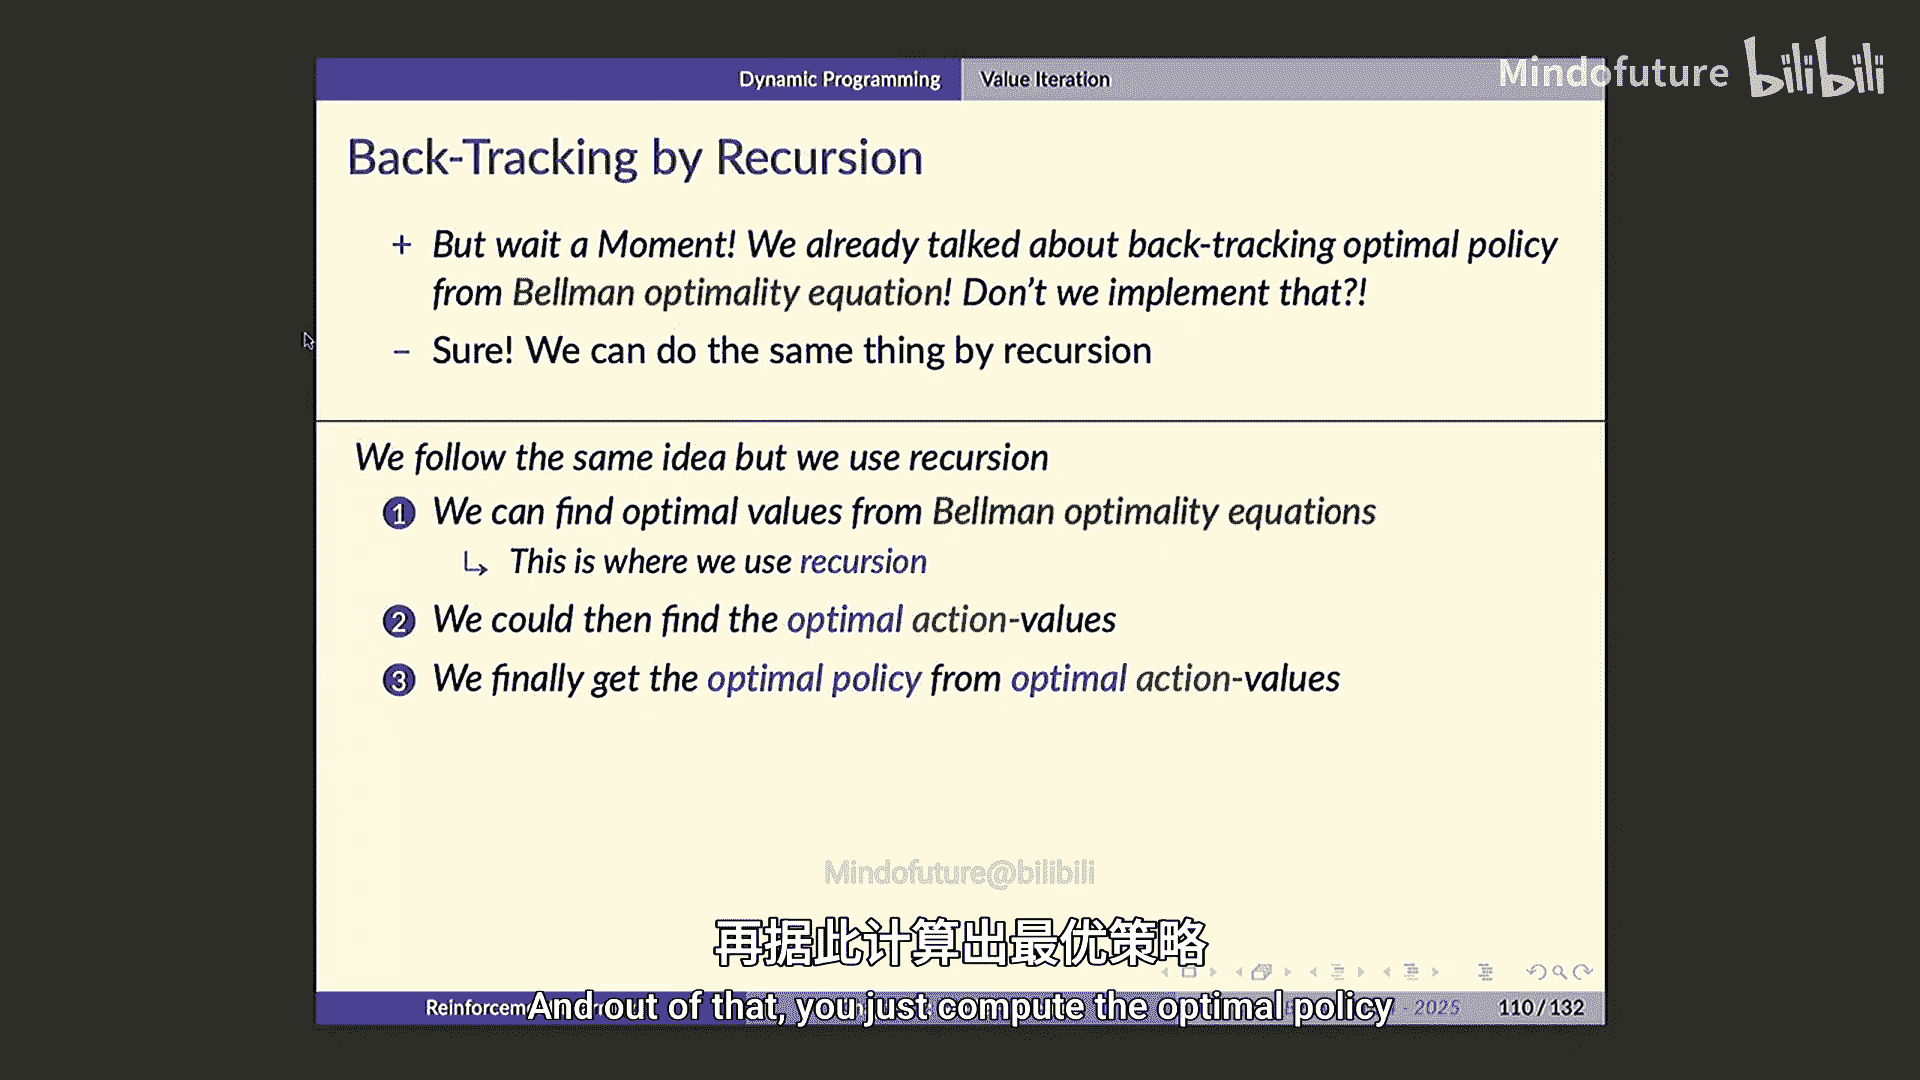 Dynamic Programming
Value Iteration
Mindofuture bilibili
Back-Tracking by Recursion
+ But wait a Moment! We already talked about back-tracking optimal policy
from Bellman optimality equation! Don't we implement that?!
– Sure! We can do the same thing by recursion
We follow the same idea but we use recursion
1 We can find optimal values from Bellman optimality equations
↳ This is where we use recursion
2 We could then find the optimal action-values
3 We finally get the optimal policy from optimal action-values
Mindofuture@bilibili
再据此计算出最优策略
And out of that, you just compute the optimal policy
- 2025
110 / 132